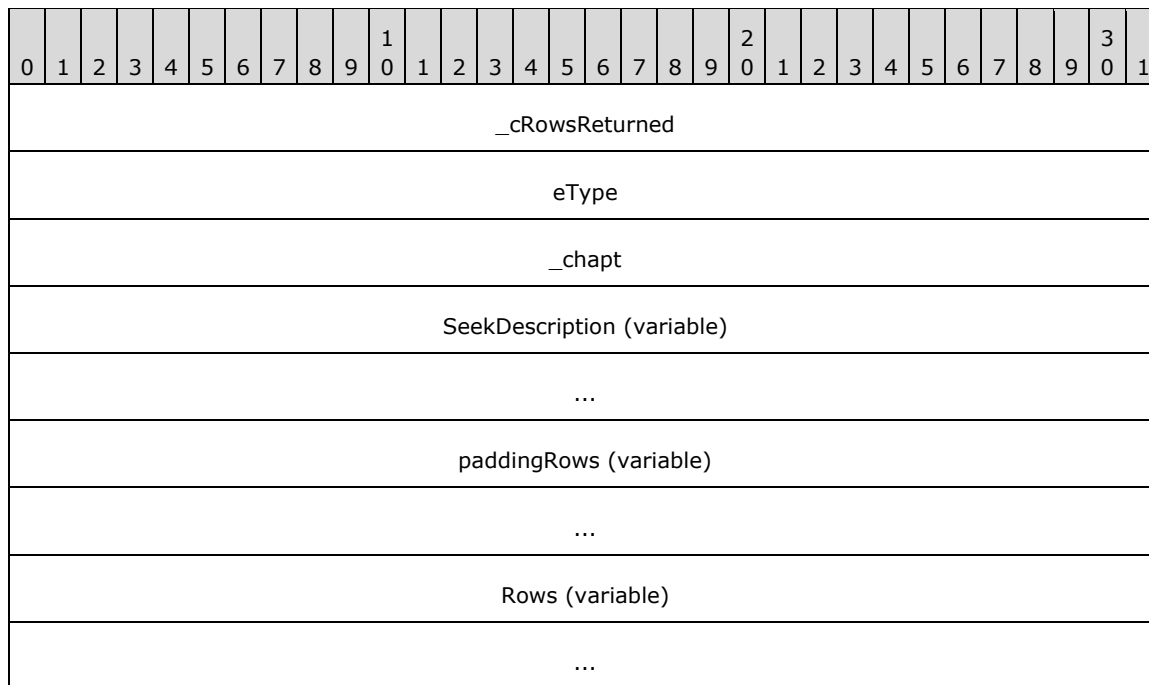 1 2 3
0 1 2 3 4 5 6 7 8 9 0 1 2 3 4 5 6 7 8 9 0 1 2 3 4 5 6 7 8 9 0 1
_cRowsReturned
eType
_chapt
SeekDescription (variable)
...
paddingRows (variable)
...
Rows (variable)
...